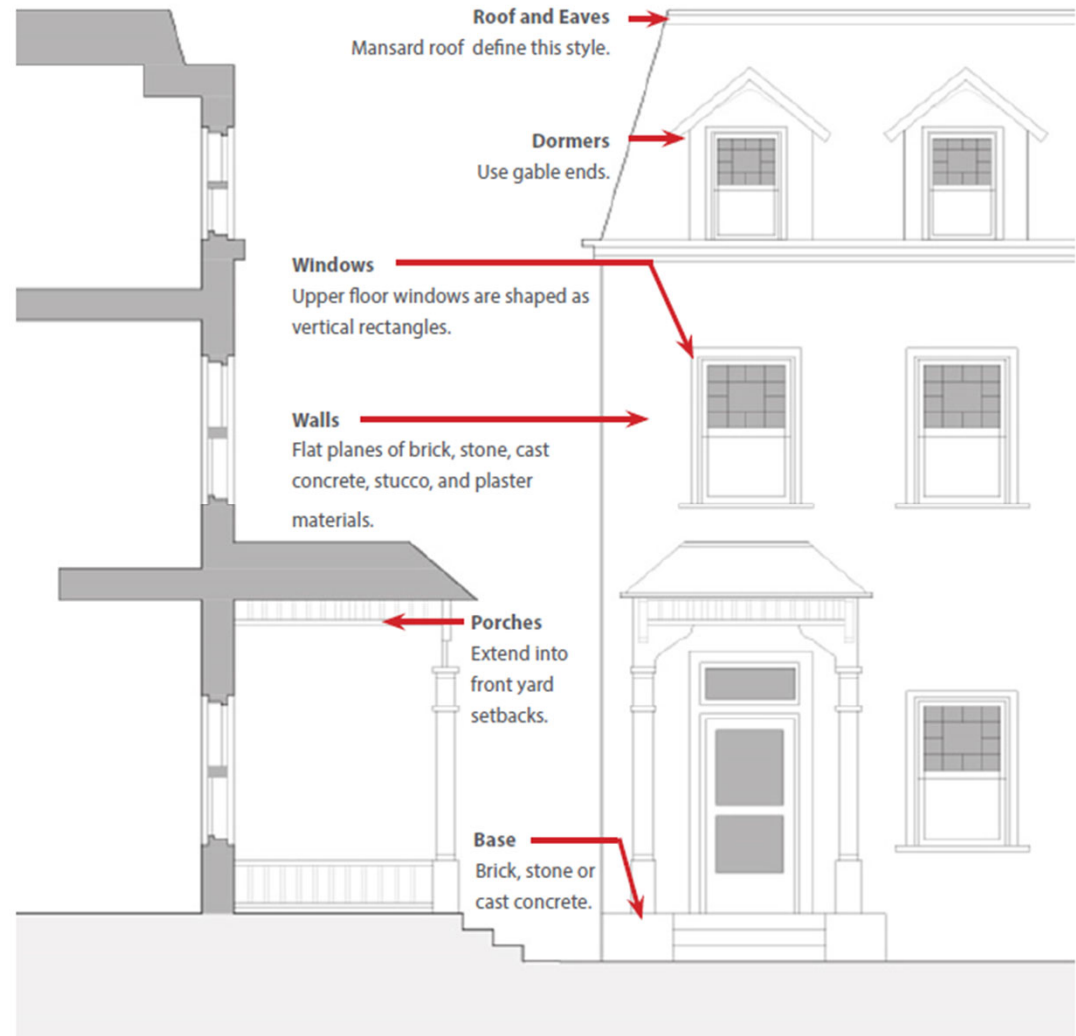 Roof and Eaves
Mansard roof define this style.
Dormers
Use gable ends.
Windows
Upper floor windows are shaped as
vertical rectangles.
Walls
Flat planes of brick, stone, cast
concrete, stucco, and plaster
materials.
Porches
Extend into
front yard
setbacks.
Base
Brick, stone or
cast concrete.